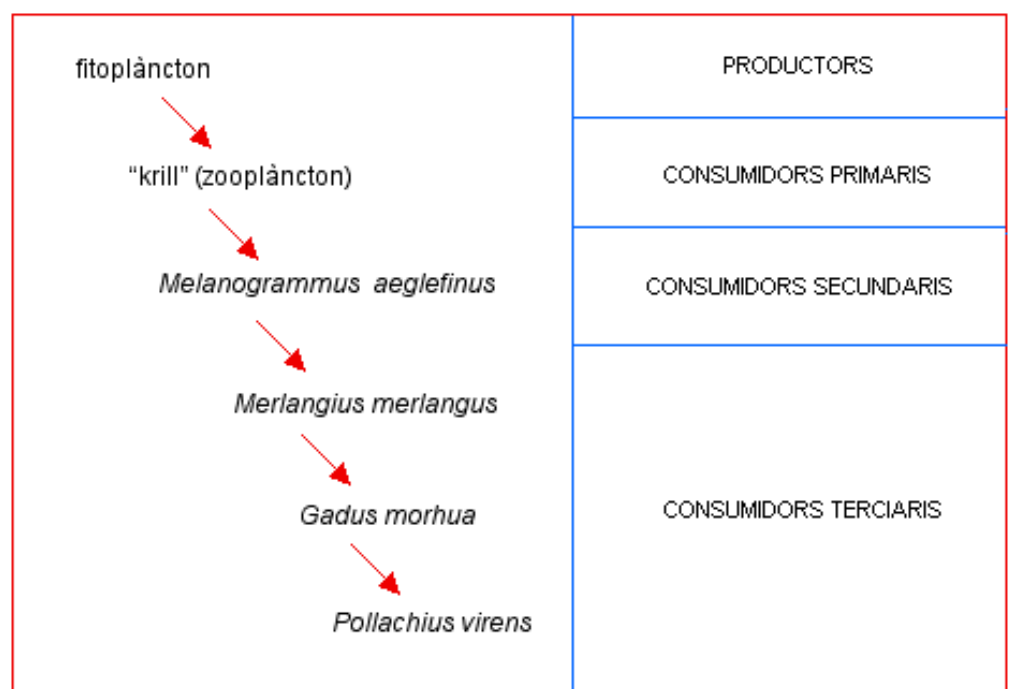 fitoplàncton
PRODUCTORS
“krill” (zooplàncton)
CONSUMIDORS PRIMARIS
Melanogrammus aeglefinus
CONSUMIDORS SECUNDARIS
Merlangius merlangus
Gadus morhua
CONSUMIDORS TERCIARIS
Pollachius virens